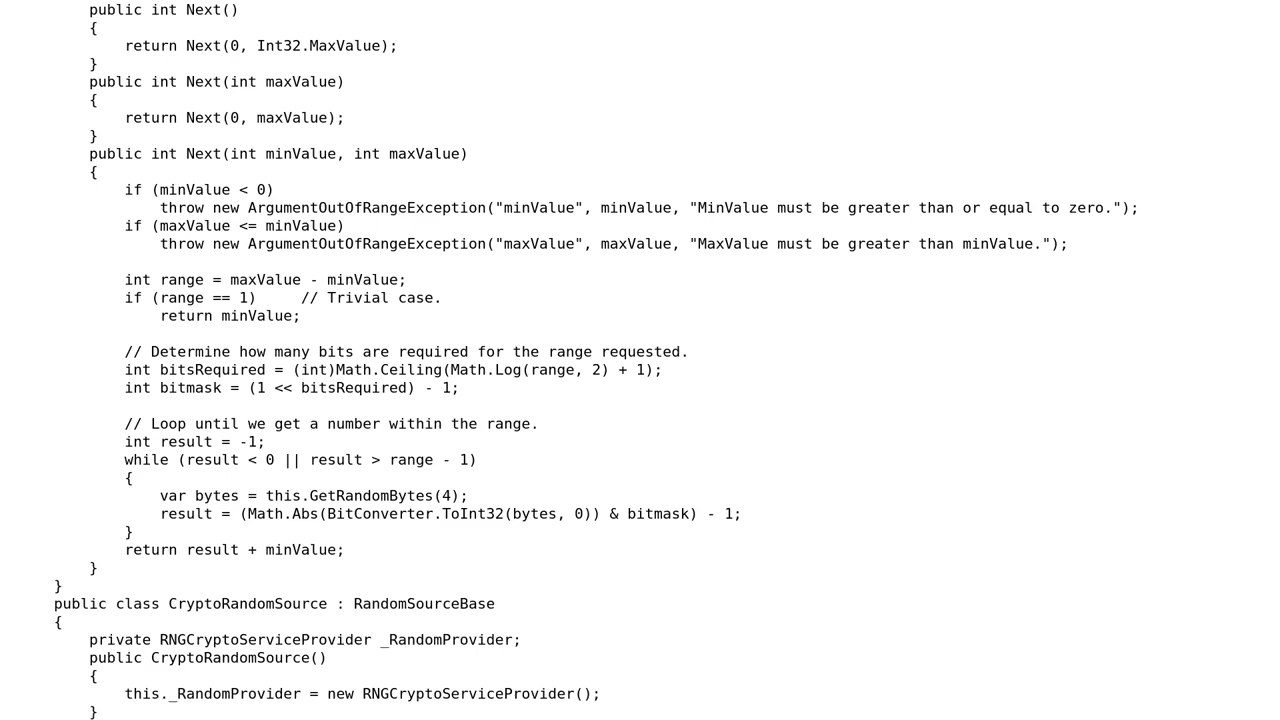 public int Next()
{
return Next(0, Int32.MaxValue);
}
public int Next(int maxValue)
{
return Next(0, maxValue);
}
public int Next(int minValue, int maxValue)
{
if (minValue < 0)
throw new ArgumentOutOfRangeException("minValue", minValue, "MinValue must be greater than or equal to zero.");
if (maxValue <= minValue)
throw new ArgumentOutOfRangeException("maxValue", maxValue, "MaxValue must be greater than minValue.");
int range = maxValue - minValue;
if (range == 1)     // Trivial case.
return minValue;
// Determine how many bits are required for the range requested.
int bitsRequired = (int)Math.Ceiling(Math.Log(range, 2) + 1);
int bitmask = (1 << bitsRequired) - 1;
// Loop until we get a number within the range.
int result = -1;
while (result < 0 || result > range - 1)
{
var bytes = this.GetRandomBytes(4);
result = (Math.Abs(BitConverter.ToInt32(bytes, 0)) & bitmask) - 1;
}
return result + minValue;
}
}
public class CryptoRandomSource : RandomSourceBase
{
private RNGCryptoServiceProvider _RandomProvider;
public CryptoRandomSource()
{
this._RandomProvider = new RNGCryptoServiceProvider();
}